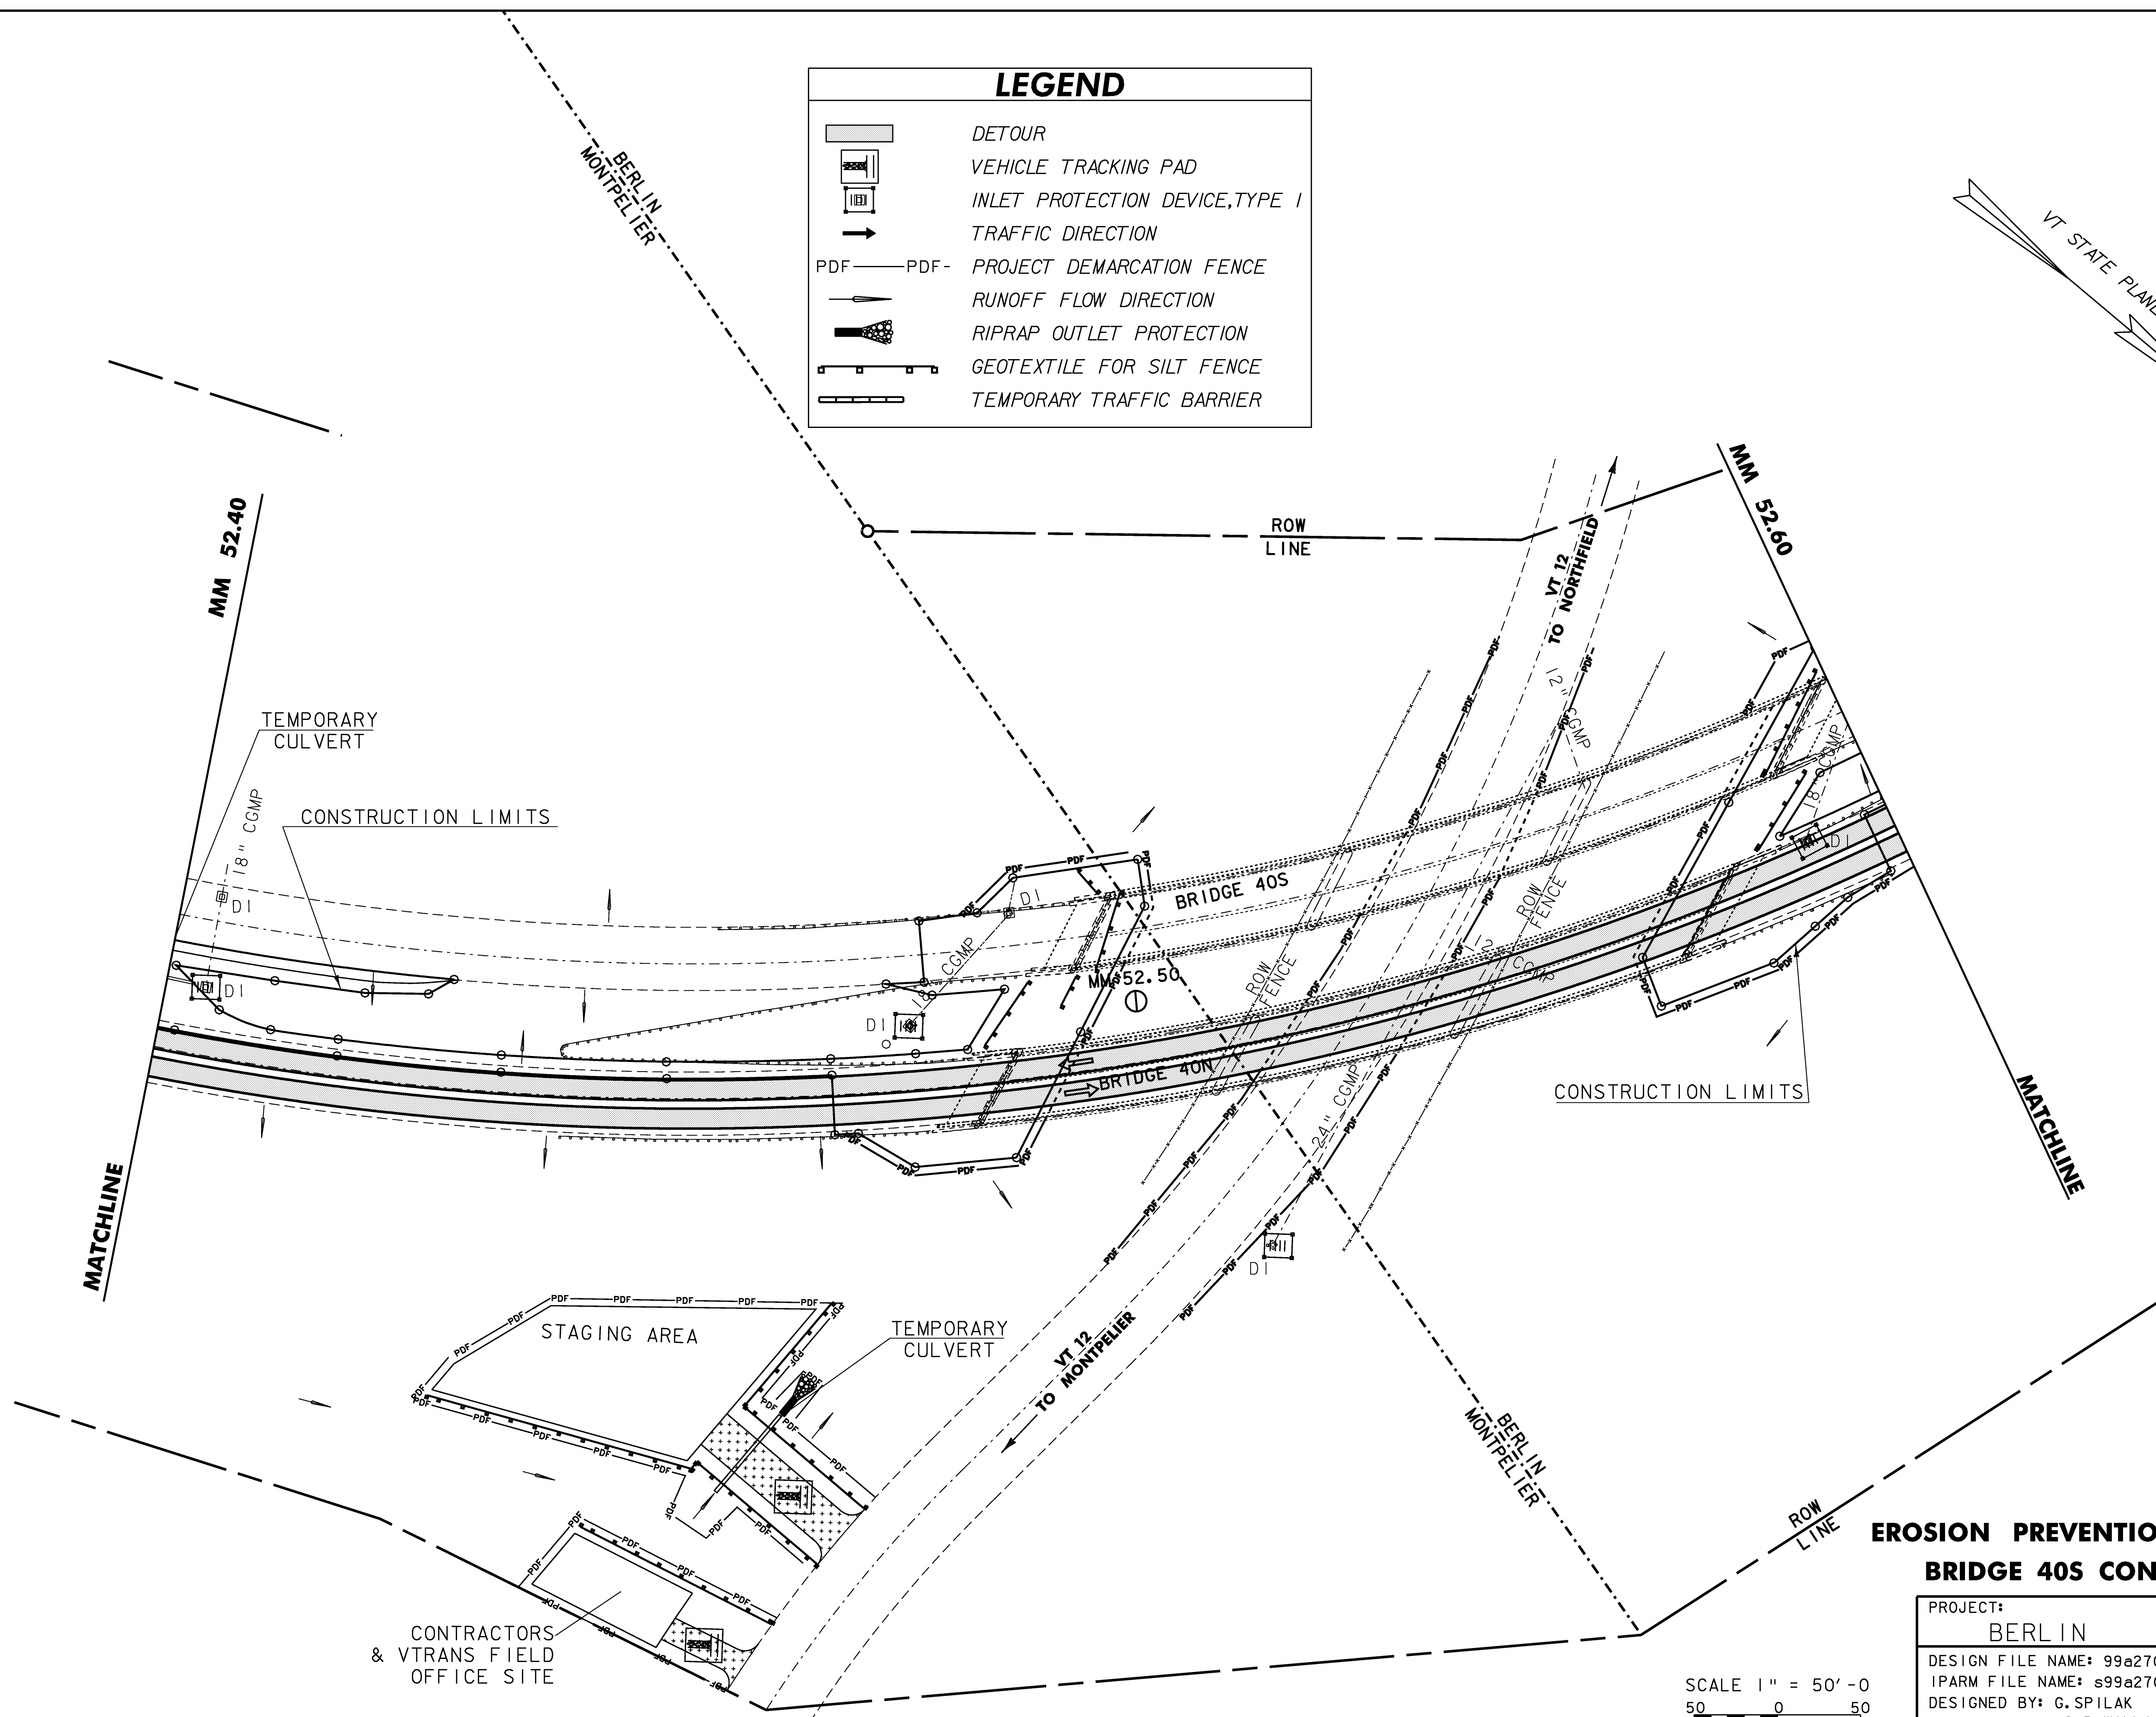 LEGEND
DETOUR
VEHICLE TRACKING PAD
INLET PROTECTION DEVICE, TYPE I
TRAFFIC DIRECTION
PDF PDF- PROJECT DEMARCATION FENCE
RUNOFF FLOW DIRECTION
RIPRAP OUTLET PROTECTION
GEOTEXTILE FOR SILT FENCE
TEMPORARY TRAFFIC BARRIER
BERLIN
MONTPELIER
VT STATE PLANE
MM 52.40
MM 52.60
ROW
LINE
VT 12
TO NORTHFIELD
12" CGMP
TEMPORARY
CULVERT
18" CGMP
CONSTRUCTION LIMITS
DI
DI
DI
18" CGMP
DI
BRIDGE 40S
MM 52.50
BRIDGE 40N
ROW
FENCE
ROW
FENCE
12" CGMP
24" CGMP
18" CGMP
DI
CONSTRUCTION LIMITS
MATCHLINE
MATCHLINE
DI
STAGING AREA
TEMPORARY
CULVERT
VT 12
TO MONTPELIER
BERLIN
MONTPELIER
ROW
LINE
CONTRACTORS
& VTRANS FIELD
OFFICE SITE
EROSION PREVENTIO
BRIDGE 40S CON
PROJECT:
BERLIN
DESIGN FILE NAME: 99a27
IPARM FILE NAME: s99a27
DESIGNED BY: G.SPILAK
SCALE 1" = 50'-0
50 0 50